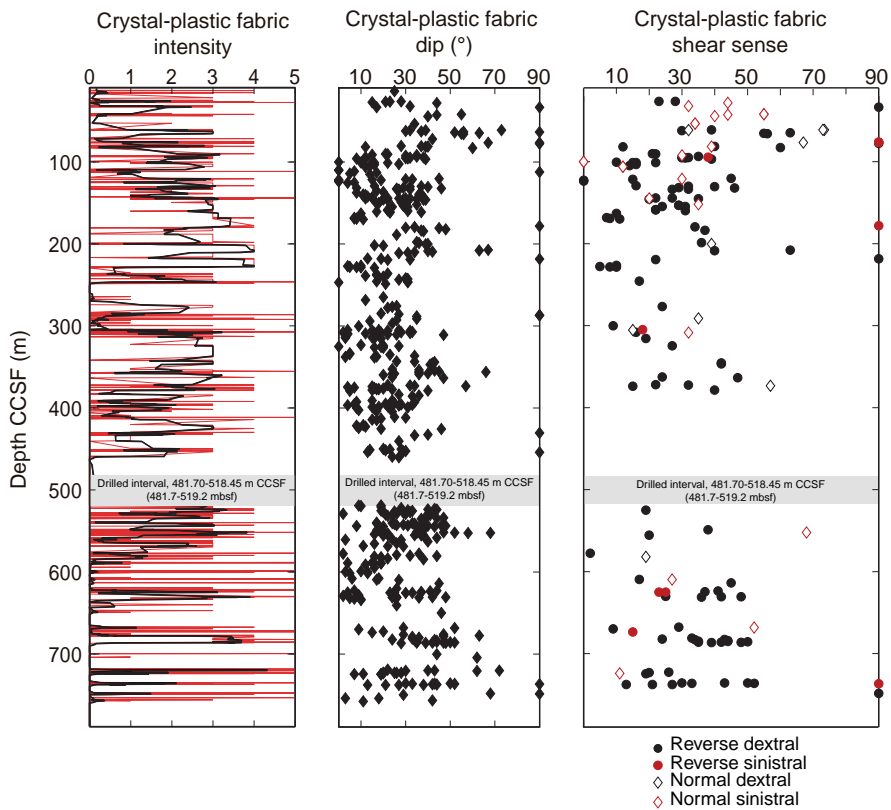 Crystal-plastic fabric
intensity
Crystal-plastic fabric
dip (°)
Crystal-plastic fabric
shear sense
0 1 2 3 4 5
10 30 50 70 90
10 30 50 70 90
Depth CCSF (m)
100
200
300
400
500
600
700
Drilled interval, 481.70-518.45 m CCSF
(481.7-519.2 mbsf)
Drilled interval, 481.70-518.45 m CCSF
(481.7-519.2 mbsf)
Drilled interval, 481.70-518.45 m CCSF
(481.7-519.2 mbsf)
Reverse dextral
Reverse sinistral
Normal dextral
Normal sinistral